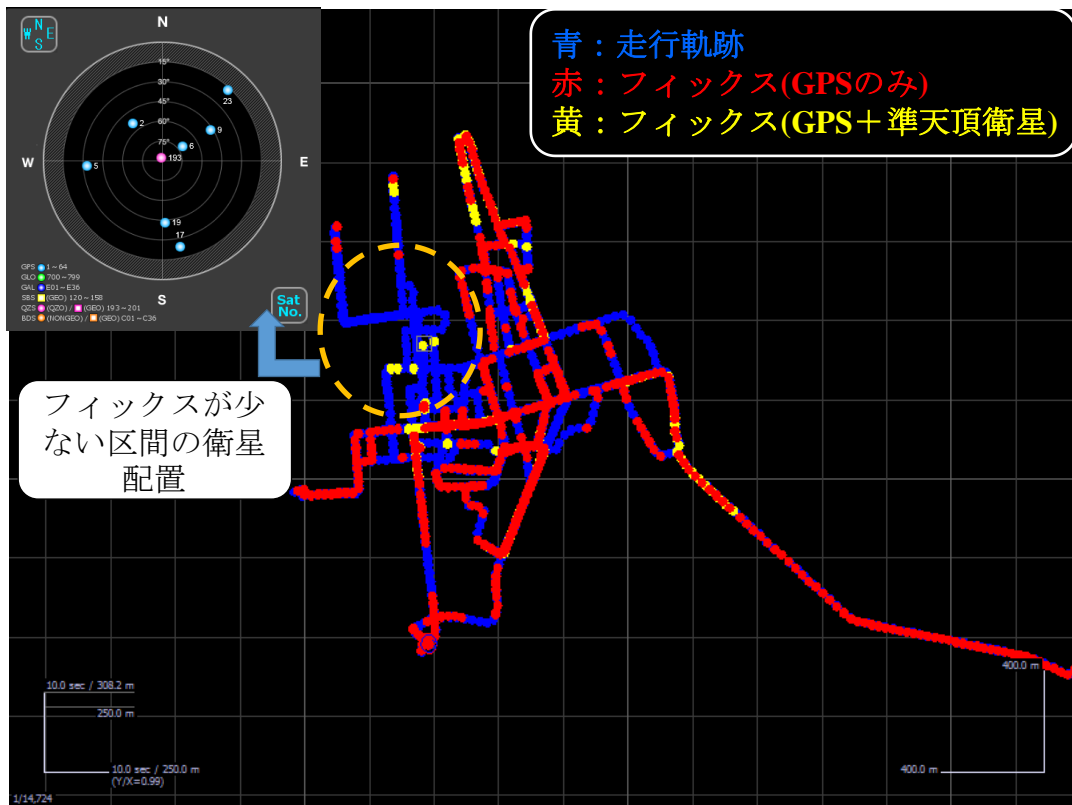 N
W N E
S
15°
30°
45°
60°
75°
23
2
9
6
193
5
19
17
W
E
S
GPS 1 ~ 64
GLO 700 ~ 799
GAL E01 ~ E36
SBS (GEO) 120 ~ 158
QZS (QZO) / (GEO) 193 ~ 201
BDS (NONGEO) / (GEO) C01 ~ C36
Sat
No.
青：走行軌跡
赤：フィックス(GPSのみ)
黄：フィックス(GPS＋準天頂衛星)
フィックスが少
ない区間の衛星
配置
10.0 sec / 308.2 m
250.0 m
10.0 sec / 250.0 m
(Y/X=0.99)
1/14,724
400.0 m
400.0 m